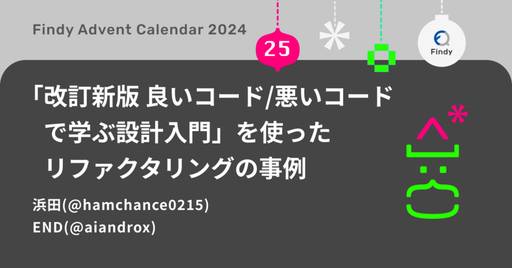 Findy Advent Calendar 2024
25
Findy
「改訂新版 良いコード/悪いコード
で学ぶ設計入門」を使った
リファクタリングの事例
浜田(@hamchance0215)
END(@aiandrox)